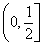 (0, 1/2]